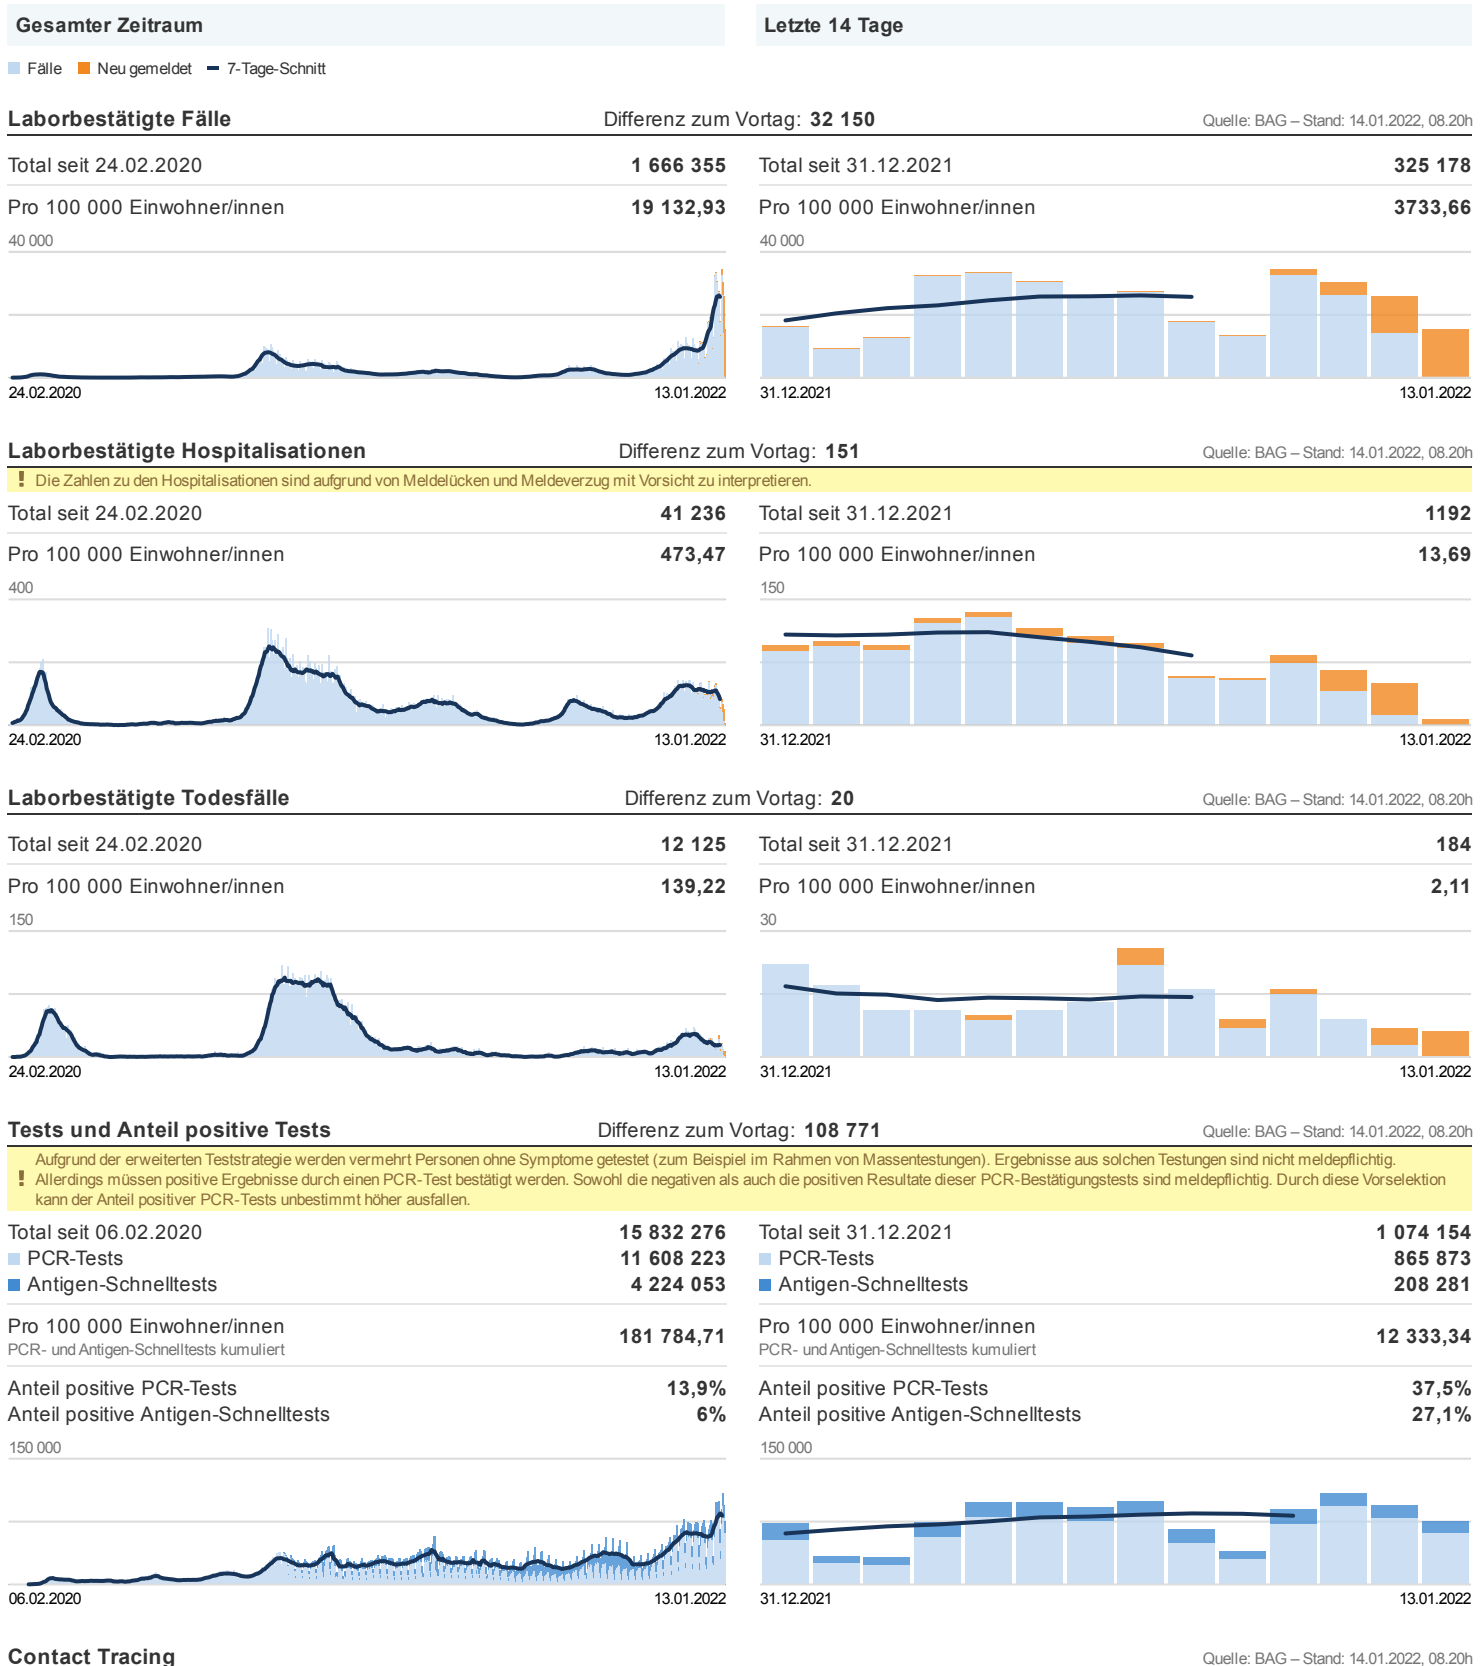 Gesamter Zeitraum
Letzte 14 Tage
Fälle Neu gemeldet 7-Tage-Schnitt
Laborbestätigte Fälle Differenz zum Vortag: 32 150 Quelle: BAG – Stand: 14.01.2022, 08.20h
Total seit 24.02.2020 1 666 355
Pro 100 000 Einwohner/innen 19 132,93
40 000
24.02.2020 13.01.2022
Total seit 31.12.2021 325 178
Pro 100 000 Einwohner/innen 3733,66
40 000
31.12.2021 13.01.2022
Laborbestätigte Hospitalisationen Differenz zum Vortag: 151 Quelle: BAG – Stand: 14.01.2022, 08.20h
! Die Zahlen zu den Hospitalisationen sind aufgrund von Meldelücken und Meldeverzug mit Vorsicht zu interpretieren.
Total seit 24.02.2020 41 236
Pro 100 000 Einwohner/innen 473,47
400
24.02.2020 13.01.2022
Total seit 31.12.2021 1192
Pro 100 000 Einwohner/innen 13,69
150
31.12.2021 13.01.2022
Laborbestätigte Todesfälle Differenz zum Vortag: 20 Quelle: BAG – Stand: 14.01.2022, 08.20h
Total seit 24.02.2020 12 125
Pro 100 000 Einwohner/innen 139,22
150
24.02.2020 13.01.2022
Total seit 31.12.2021 184
Pro 100 000 Einwohner/innen 2,11
30
31.12.2021 13.01.2022
Tests und Anteil positive Tests Differenz zum Vortag: 108 771 Quelle: BAG – Stand: 14.01.2022, 08.20h
Aufgrund der erweiterten Teststrategie werden vermehrt Personen ohne Symptome getestet (zum Beispiel im Rahmen von Massentestungen). Ergebnisse aus solchen Testungen sind nicht meldepflichtig.
! Allerdings müssen positive Ergebnisse durch einen PCR-Test bestätigt werden. Sowohl die negativen als auch die positiven Resultate dieser PCR-Bestätigungstests sind meldepflichtig. Durch diese Vorselektion
kann der Anteil positiver PCR-Tests unbestimmt höher ausfallen.
Total seit 06.02.2020 15 832 276
PCR-Tests 11 608 223
Antigen-Schnelltests 4 224 053
Pro 100 000 Einwohner/innen 181 784,71
PCR- und Antigen-Schnelltests kumuliert
Anteil positive PCR-Tests 13,9%
Anteil positive Antigen-Schnelltests 6%
150 000
06.02.2020 13.01.2022
Total seit 31.12.2021 1 074 154
PCR-Tests 865 873
Antigen-Schnelltests 208 281
Pro 100 000 Einwohner/innen 12 333,34
PCR- und Antigen-Schnelltests kumuliert
Anteil positive PCR-Tests 37,5%
Anteil positive Antigen-Schnelltests 27,1%
150 000
31.12.2021 13.01.2022
Contact Tracing Quelle: BAG – Stand: 14.01.2022, 08.20h